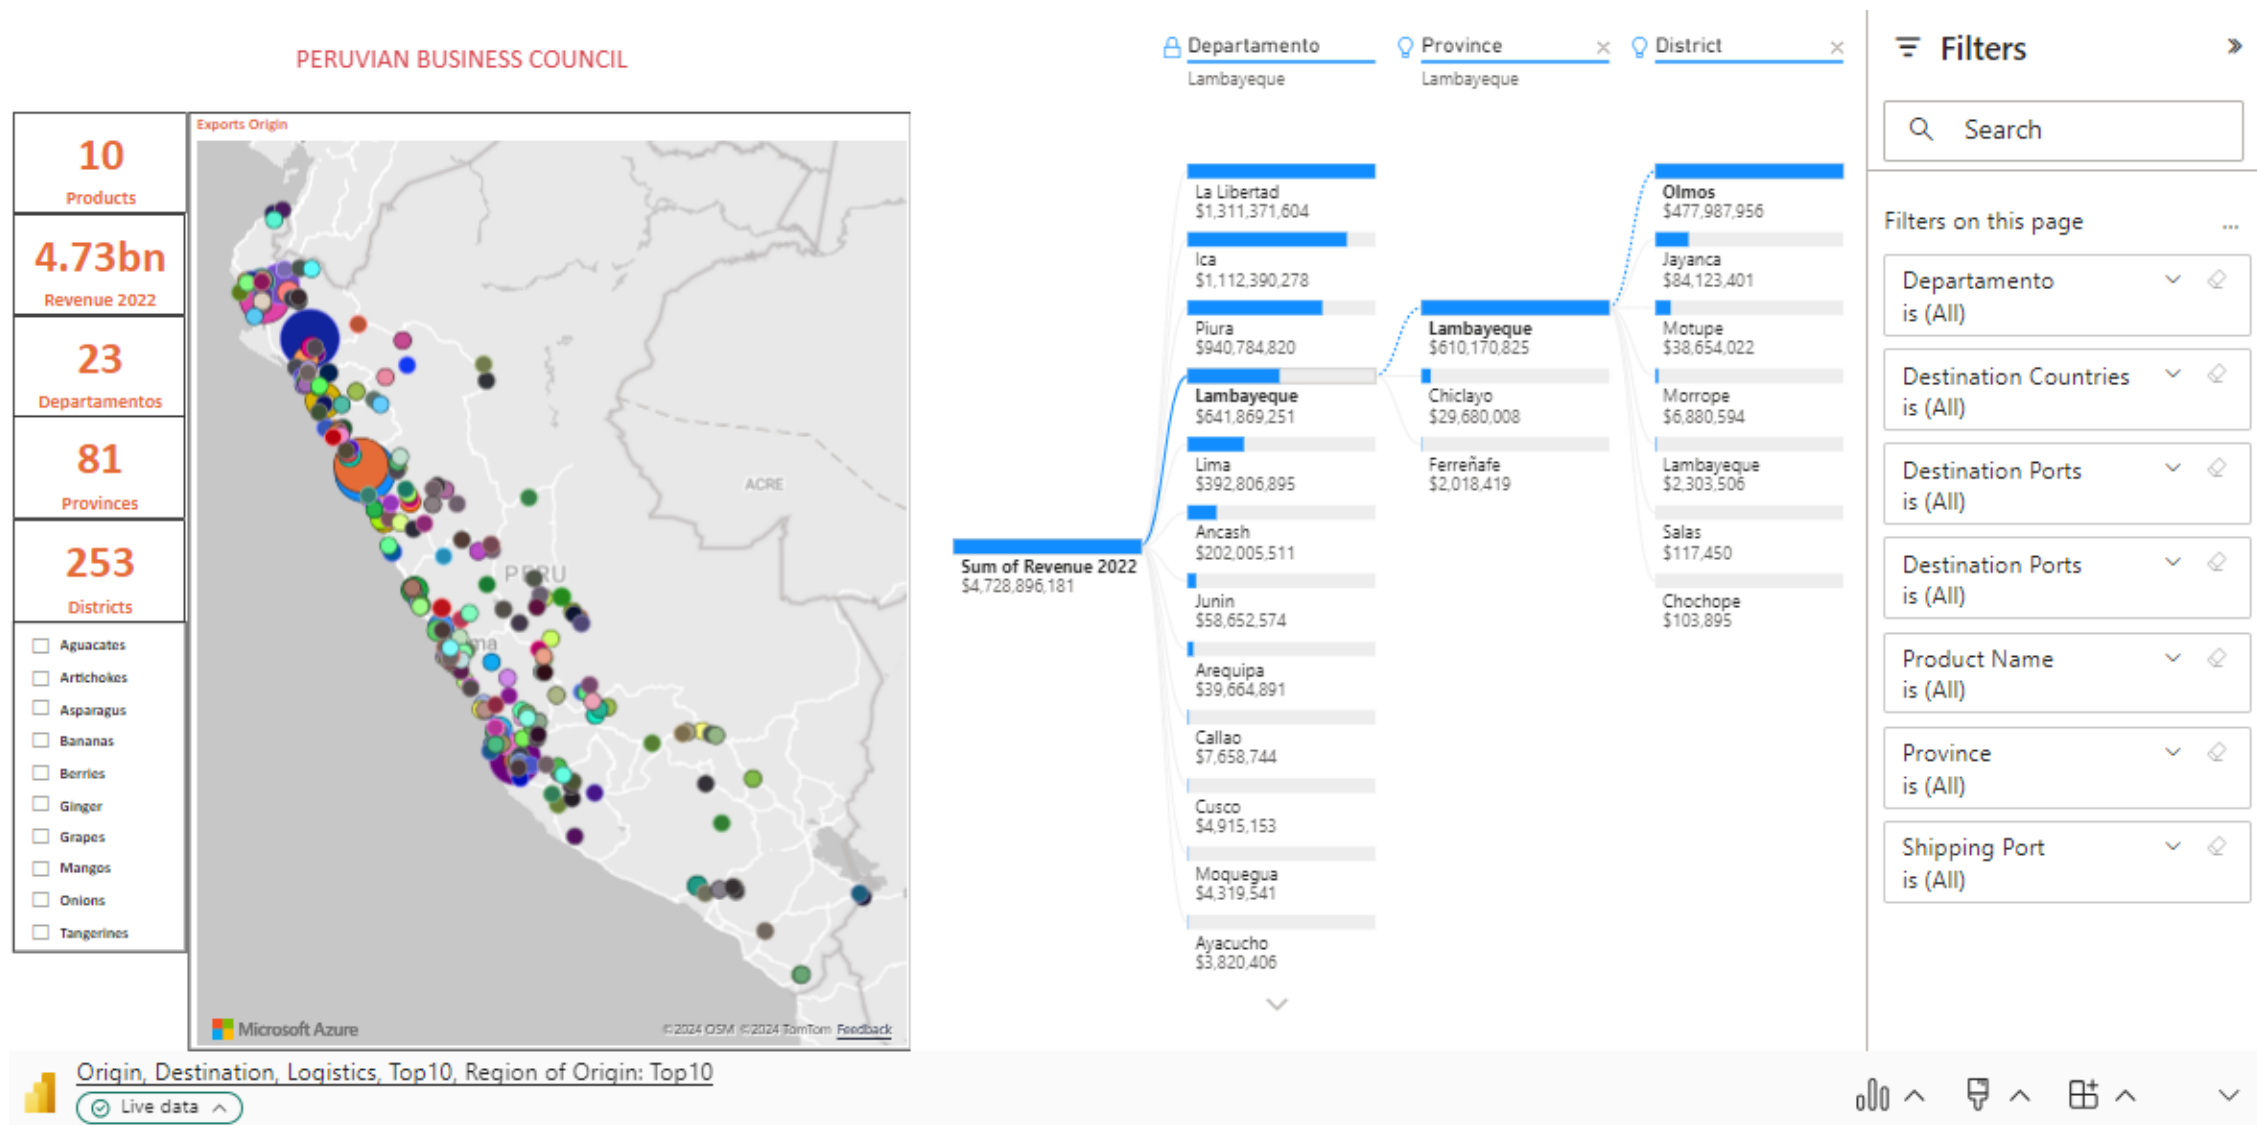 PERUVIAN BUSINESS COUNCIL
10
Products
4.73bn
Revenue 2022
23
Departamentos
81
Provinces
253
Districts
Aguacates
Artichokes
Asparagus
Bananas
Berries
Ginger
Grapes
Mangos
Onions
Tangerines
Exports Origin
ACRE
PERU
Microsoft Azure
©2024 OSM ©2024 TomTom Feedback
Departamento
Lambayeque
Province
Lambayeque
District
Sum of Revenue 2022
$4,728,896,181
La Libertad
$1,311,371,604
Ica
$1,112,390,278
Piura
$940,784,820
Lambayeque
$641,869,251
Lima
$392,806,895
Ancash
$202,005,511
Junin
$58,652,574
Arequipa
$39,664,891
Callao
$7,658,744
Cusco
$4,915,153
Moquegua
$4,319,541
Ayacucho
$3,820,406
Lambayeque
$610,170,825
Chiclayo
$29,680,008
Ferreñafe
$2,018,419
Olmos
$477,987,956
Jayanca
$84,123,401
Motupe
$38,654,022
Morrope
$6,880,594
Lambayeque
$2,303,506
Salas
$117,450
Chochope
$103,895
Filters
Search
Filters on this page
...
Departamento
is (All)
Destination Countries
is (All)
Destination Ports
is (All)
Destination Ports
is (All)
Product Name
is (All)
Province
is (All)
Shipping Port
is (All)
Origin, Destination, Logistics, Top10, Region of Origin: Top10
Live data